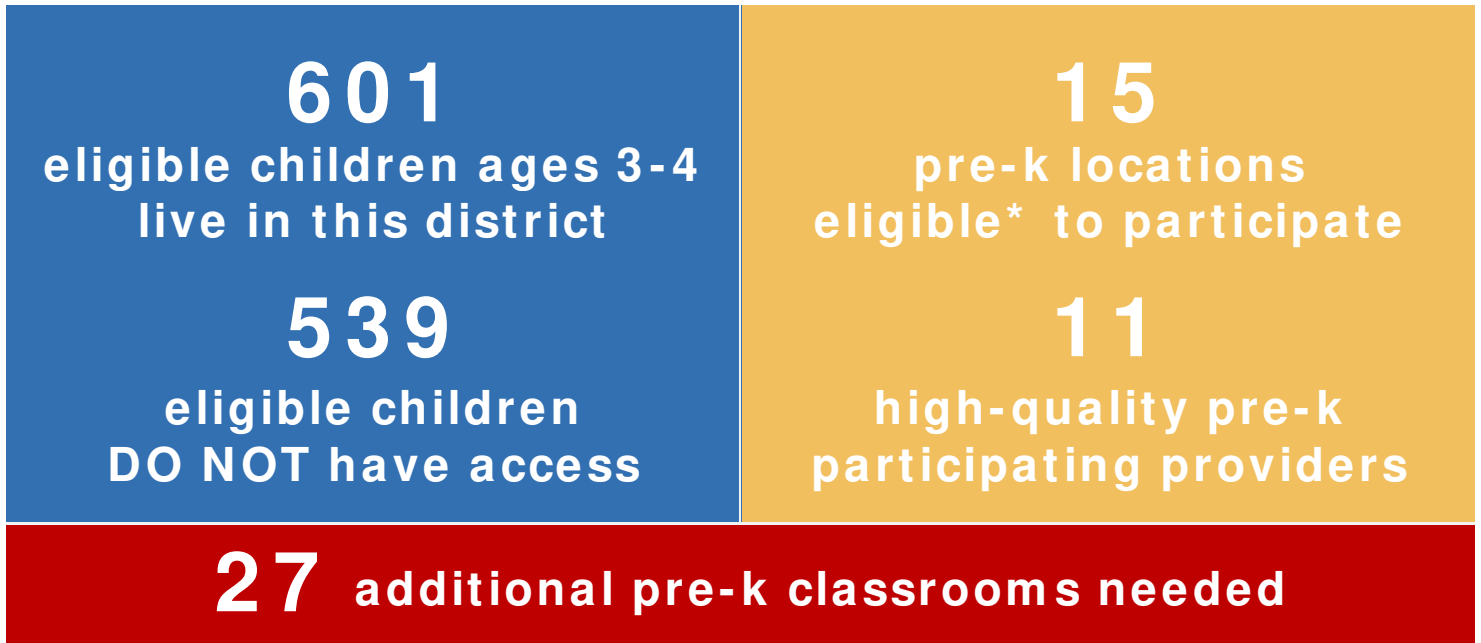 601
eligible children ages 3-4
live in this district
539
eligible children
DO NOT have access
15
pre-k locations
eligible* to participate
11
high-quality pre-k
participating providers
27 additional pre-k classrooms needed